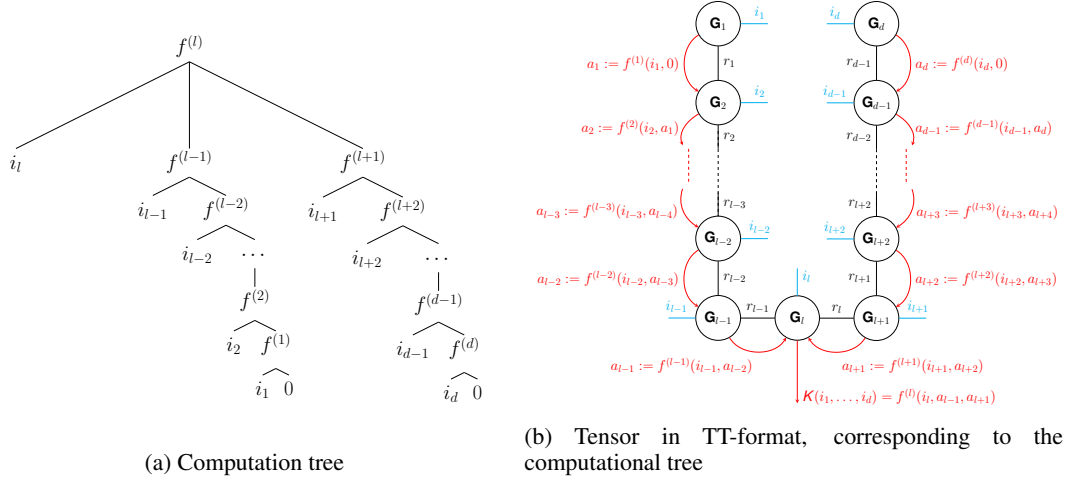 f^{(l)}
i_l f^{(l−1)} f^{(l+1)}
i_{l−1} f^{(l−2)} i_{l+1} f^{(l+2)}
i_{l−2} ... i_{l+2} ...
f^{(2)} f^{(d−1)}
i_2 f^{(1)} i_{d−1} f^{(d)}
i_1 0 i_d 0
(a) Computation tree
G_1 i_1 i_d G_d
a_1 := f^{(1)}(i_1, 0) r_1 r_{d−1} a_d := f^{(d)}(i_d, 0)
G_2 i_2 i_{d−1} G_{d−1}
a_2 := f^{(2)}(i_2, a_1) r_2 r_{d−2} a_{d−1} := f^{(d−1)}(i_{d−1}, a_d)
a_{l−3} := f^{(l−3)}(i_{l−3}, a_{l−4}) r_{l−3} r_{l+2} a_{l+3} := f^{(l+3)}(i_{l+3}, a_{l+4})
G_{l−2} i_{l−2} i_{l+2} G_{l+2}
a_{l−2} := f^{(l−2)}(i_{l−2}, a_{l−3}) r_{l−2} i_l r_{l+1} a_{l+2} := f^{(l+2)}(i_{l+2}, a_{l+3})
i_{l−1} G_{l−1} r_{l−1} G_l r_l G_{l+1} i_{l+1}
a_{l−1} := f^{(l−1)}(i_{l−1}, a_{l−2}) a_{l+1} := f^{(l+1)}(i_{l+1}, a_{l+2})
K(i_1, . . . , i_d) = f^{(l)}(i_l, a_{l−1}, a_{l+1})
(b) Tensor in TT-format, corresponding to the
computational tree